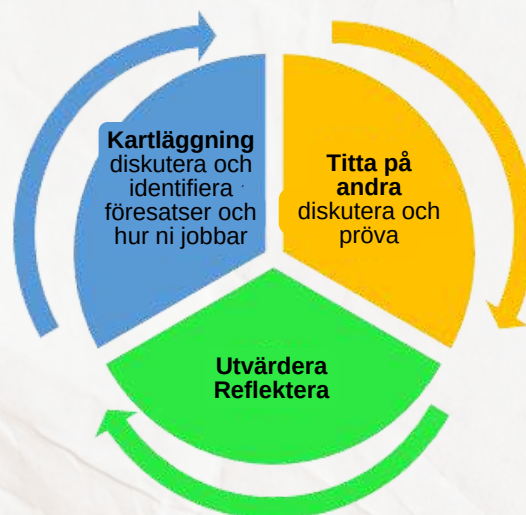 Kartläggning
diskutera och
identifiera
föresatser och
hur ni jobbar
Titta på
andra
diskutera och
pröva
Utvärdera
Reflektera